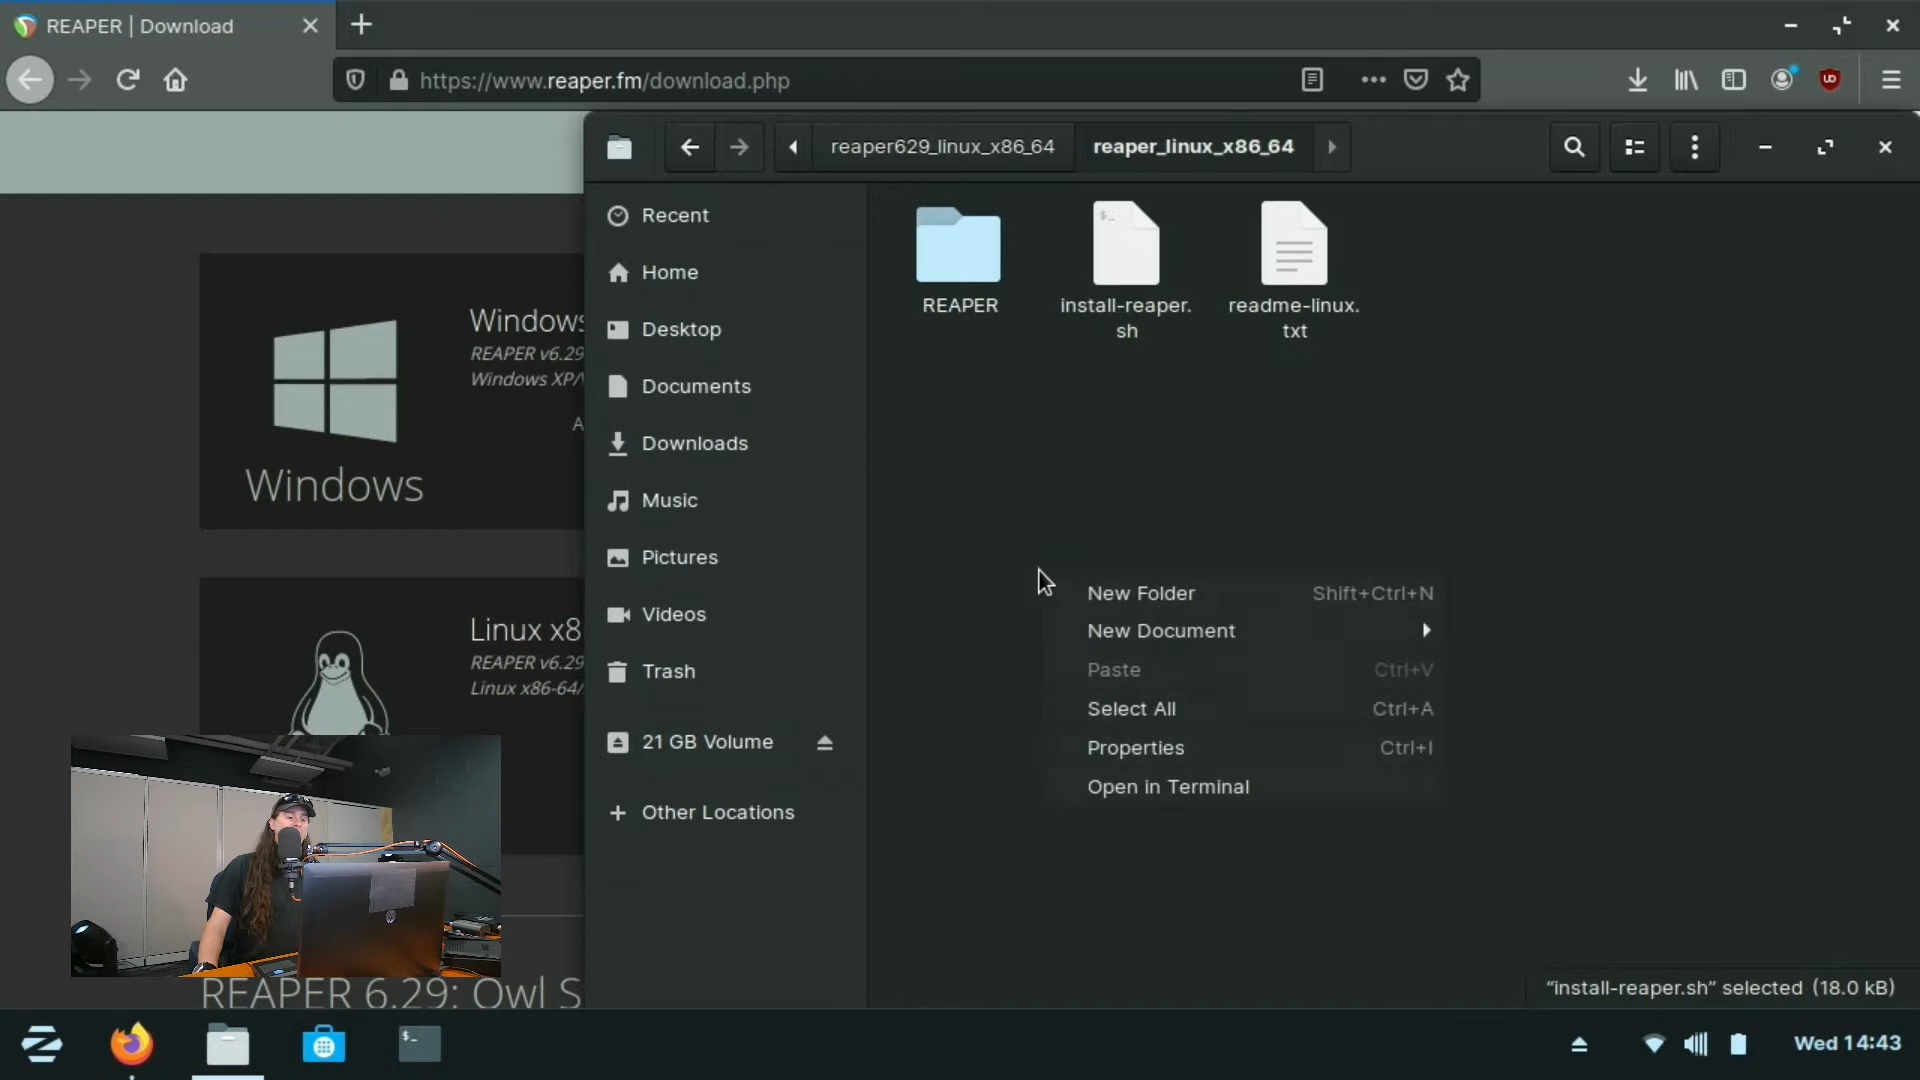 REAPER | Download
https://www.reaper.fm/download.php
reaper629_linux_x86_64
reaper_linux_x86_64
Recent
Home
Desktop
Documents
Downloads
Music
Pictures
Videos
Trash
21 GB Volume
Other Locations
REAPER
install-reaper.
sh
readme-linux.
txt
New Folder Shift+Ctrl+N
New Document
Paste Ctrl+V
Select All Ctrl+A
Properties Ctrl+I
Open in Terminal
"install-reaper.sh" selected (18.0 kB)
Windows
REAPER v6.29
Windows XP/
A
Windows
Linux x8
REAPER v6.29
Linux x86-64/
REAPER 6.29: Owl S
Wed 14:43